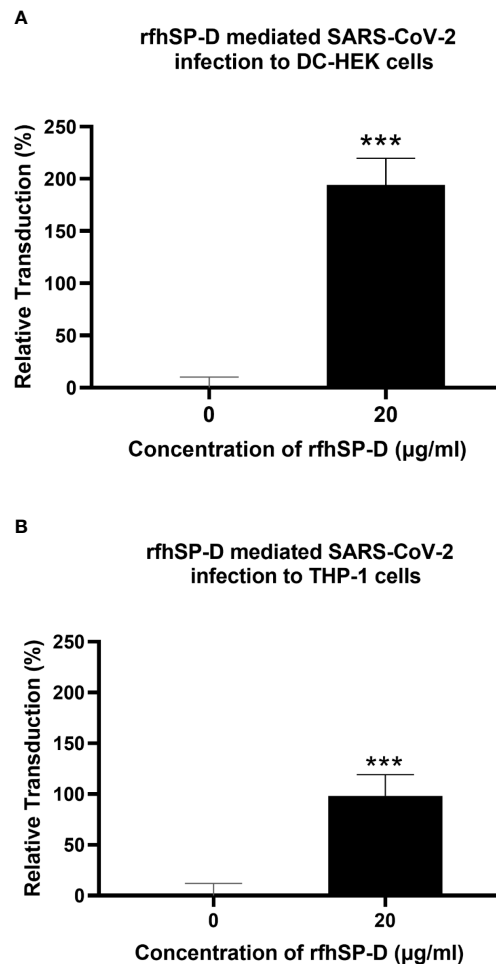 A
rfhSP-D mediated SARS-CoV-2
infection to DC-HEK cells
Relative Transduction (%)
250
200
150
100
50
0
***
0
20
Concentration of rfhSP-D (µg/ml)
B
rfhSP-D mediated SARS-CoV-2
infection to THP-1 cells
Relative Transduction (%)
250
200
150
100
50
0
***
0
20
Concentration of rfhSP-D (µg/ml)